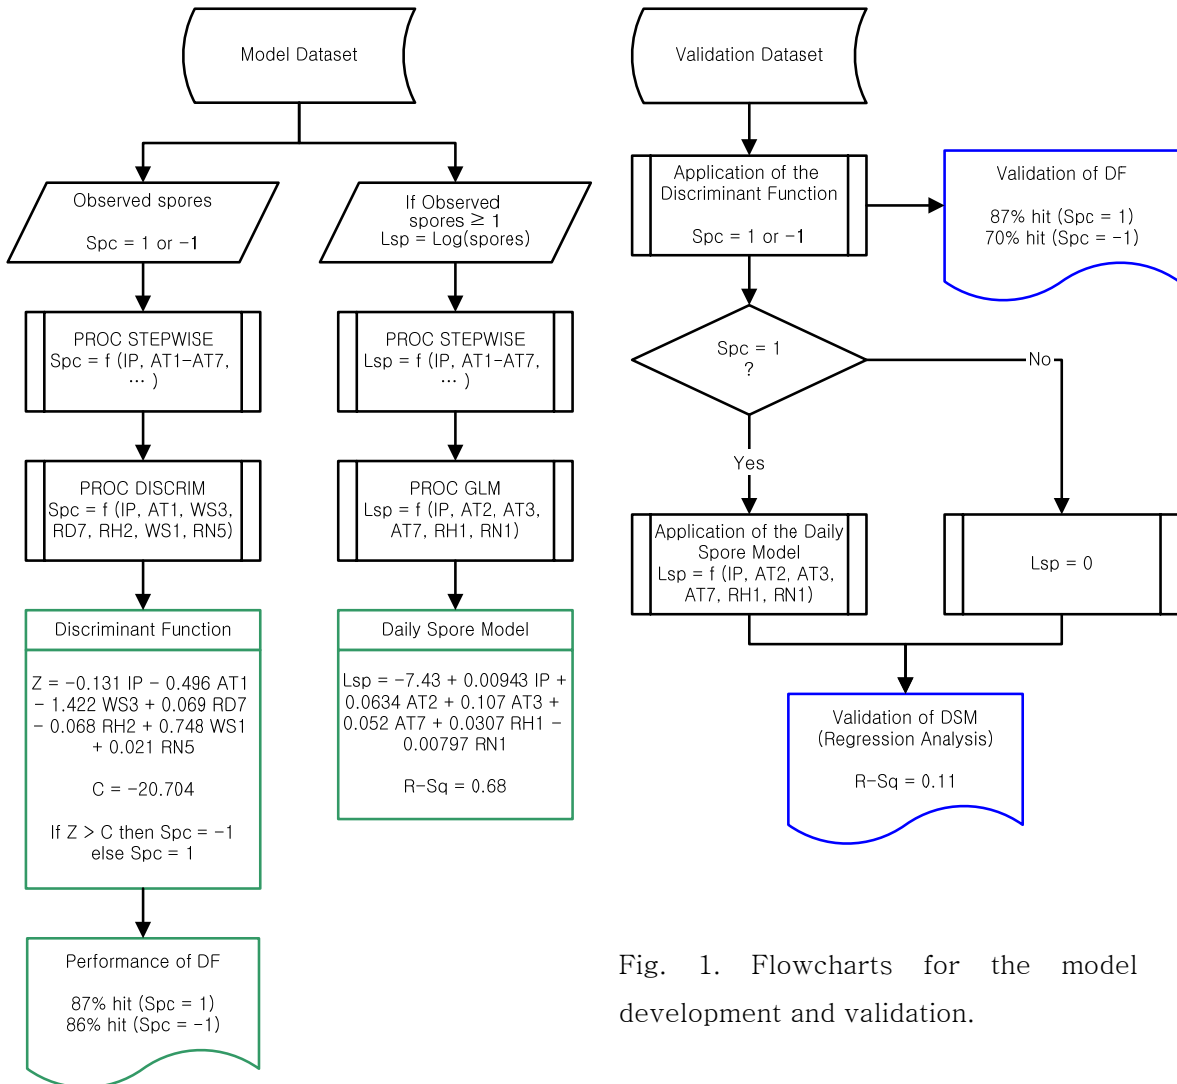 Model Dataset
Observed spores
Spc = 1 or -1
If Observed
spores ≥ 1
Lsp = Log(spores)
PROC STEPWISE
Spc = f (IP, AT1-AT7,
… )
PROC STEPWISE
Lsp = f (IP, AT1-AT7,
… )
PROC DISCRIM
Spc = f (IP, AT1, WS3,
RD7, RH2, WS1, RN5)
PROC GLM
Lsp = f (IP, AT2, AT3,
AT7, RH1, RN1)
Discriminant Function
Z = -0.131 IP - 0.496 AT1
- 1.422 WS3 + 0.069 RD7
- 0.068 RH2 + 0.748 WS1
+ 0.021 RN5
C = -20.704
If Z > C then Spc = -1
else Spc = 1
Daily Spore Model
Lsp = -7.43 + 0.00943 IP +
0.0634 AT2 + 0.107 AT3 +
0.052 AT7 + 0.0307 RH1 -
0.00797 RN1
R-Sq = 0.68
Performance of DF
87% hit (Spc = 1)
86% hit (Spc = -1)
Validation Dataset
Application of the
Discriminant Function
Spc = 1 or -1
Validation of DF
87% hit (Spc = 1)
70% hit (Spc = -1)
Spc = 1
?
No
Yes
Application of the Daily
Spore Model
Lsp = f (IP, AT2, AT3,
AT7, RH1, RN1)
Lsp = 0
Validation of DSM
(Regression Analysis)
R-Sq = 0.11
Fig. 1. Flowcharts for the model
development and validation.